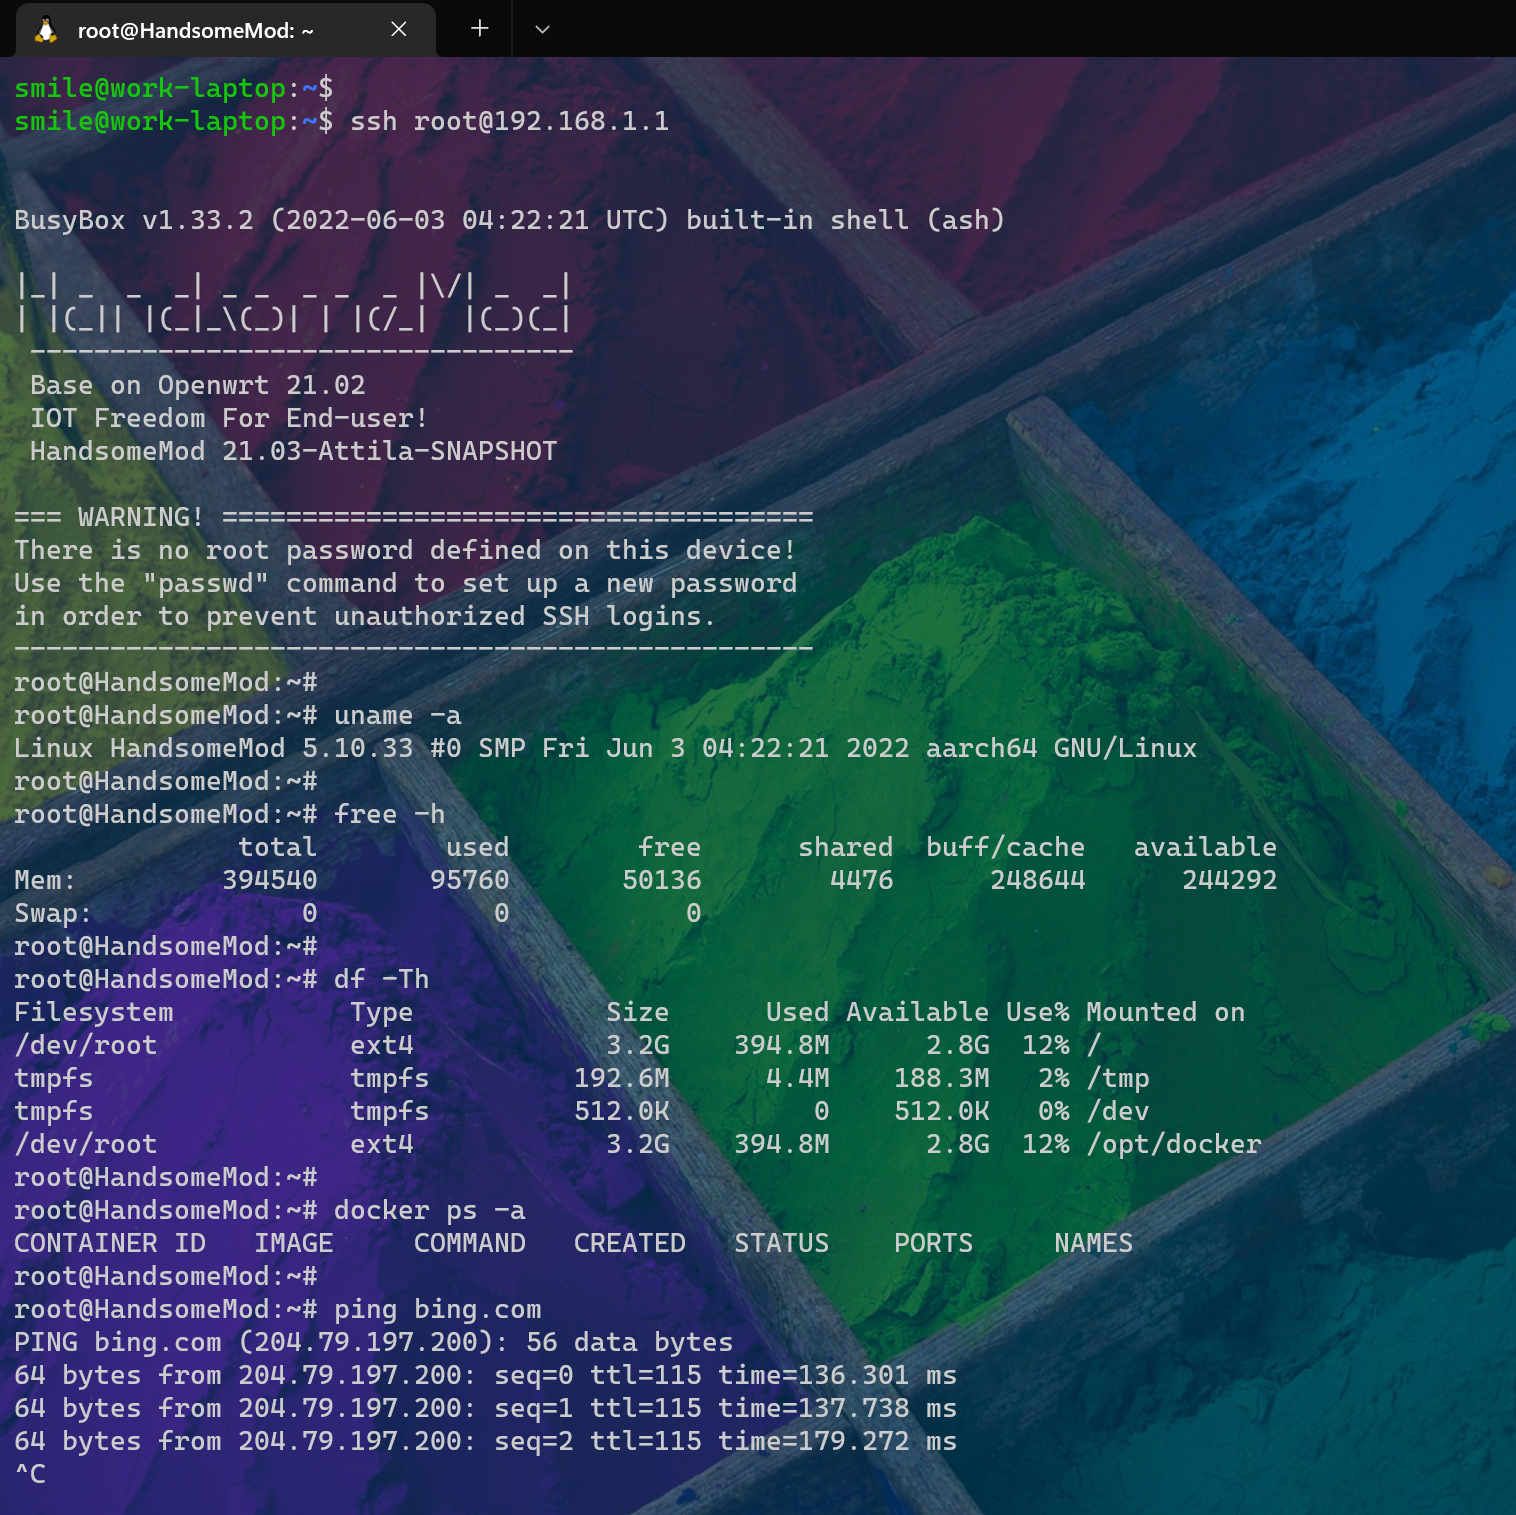 root@HandsomeMod: ~
smile@work-laptop:~$
smile@work-laptop:~$ ssh root@192.168.1.1
BusyBox v1.33.2 (2022-06-03 04:22:21 UTC) built-in shell (ash)
|_| _  _  _| _ _  _ _  _ |\/| _  _|
| |(_|| |(_|_\(_)| | |(/_|  |(_)(_|
----------------------------------
Base on Openwrt 21.02
IOT Freedom For End-user!
HandsomeMod 21.03-Attila-SNAPSHOT
=== WARNING! =====================================
There is no root password defined on this device!
Use the "passwd" command to set up a new password
in order to prevent unauthorized SSH logins.
--------------------------------------------------
root@HandsomeMod:~#
root@HandsomeMod:~# uname -a
Linux HandsomeMod 5.10.33 #0 SMP Fri Jun 3 04:22:21 2022 aarch64 GNU/Linux
root@HandsomeMod:~#
root@HandsomeMod:~# free -h
              total        used        free      shared  buff/cache   available
Mem:         394540       95760       50136        4476      248644      244292
Swap:             0           0           0
root@HandsomeMod:~#
root@HandsomeMod:~# df -Th
Filesystem           Type            Size      Used Available Use% Mounted on
/dev/root            ext4            3.2G    394.8M      2.8G  12% /
tmpfs                tmpfs         192.6M      4.4M    188.3M   2% /tmp
tmpfs                tmpfs         512.0K         0    512.0K   0% /dev
/dev/root            ext4            3.2G    394.8M      2.8G  12% /opt/docker
root@HandsomeMod:~#
root@HandsomeMod:~# docker ps -a
CONTAINER ID   IMAGE     COMMAND   CREATED   STATUS    PORTS     NAMES
root@HandsomeMod:~#
root@HandsomeMod:~# ping bing.com
PING bing.com (204.79.197.200): 56 data bytes
64 bytes from 204.79.197.200: seq=0 ttl=115 time=136.301 ms
64 bytes from 204.79.197.200: seq=1 ttl=115 time=137.738 ms
64 bytes from 204.79.197.200: seq=2 ttl=115 time=179.272 ms
^C